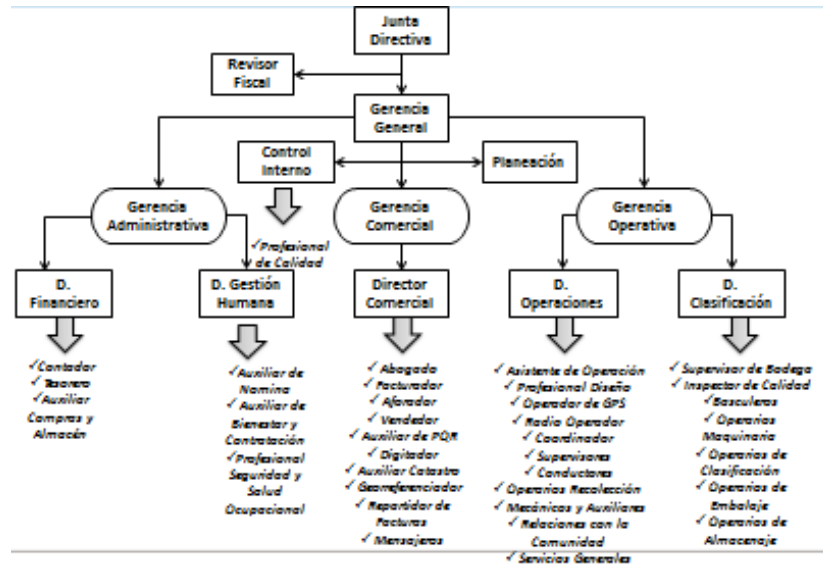 Junta
Directiva
Revisor
Fiscal
Gerencia
General
Control
Interno
Planeación
Gerencia
Administrativa
Gerencia
Comercial
Gerencia
Operativa
✓Profesional
de Calidad
D.
Financiero
D. Gestión
Humana
Director
Comercial
D.
Operaciones
D.
Clasificación
✓Contador
✓ Tesorero
✓ Auxiliar
Compras y
Almacén
✓Auxiliar de
Nomina
✓ Auxiliar de
Bienestar y
Contratación
✓Profesional
Seguridad y
Salud
Ocupacional
✓ Abogado
✓ Facturador
✓ Aforador
✓ Vendedor
✓ Auxiliar de PQR
✓ Digitador
✓ Auxiliar Catastro
✓Georreferenciador
✓ Repartidor de
Facturas
✓ Mensajeros
✓ Asistente de Operación
✓ Profesional Diseño
✓ Operador de GPS
✓ Radio Operador
✓ Coordinador
✓ Supervisores
✓ Conductores
✓ Operarios Recolección
✓ Mecánicos y Auxiliares
✓ Relaciones con la
Comunidad
✓ Servicios Generales
✓ Supervisor de Bodega
✓ Inspector de Calidad
✓Basculeros
✓ Operarios
Maquinaria
✓ Operarios de
Clasificación
✓ Operarios de
Embalaje
✓ Operarios de
Almacenaje